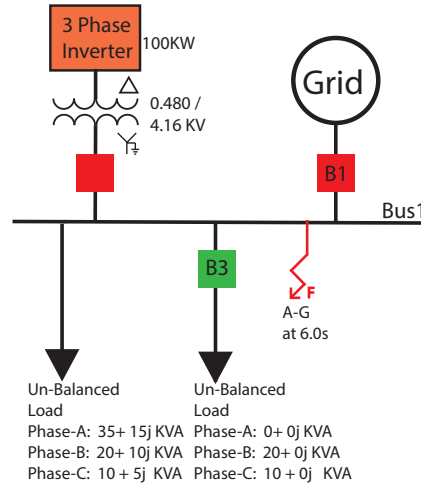 3 Phase
Inverter
100KW
0.480 /
4.16 KV
Grid
B1
Bus1
B3
F
A-G
at 6.0s
Un-Balanced
Load
Phase-A: 35+ 15j KVA
Phase-B: 20+ 10j KVA
Phase-C: 10 + 5j KVA
Un-Balanced
Load
Phase-A: 0+ 0j KVA
Phase-B: 20+ 0j KVA
Phase-C: 10 + 0j KVA